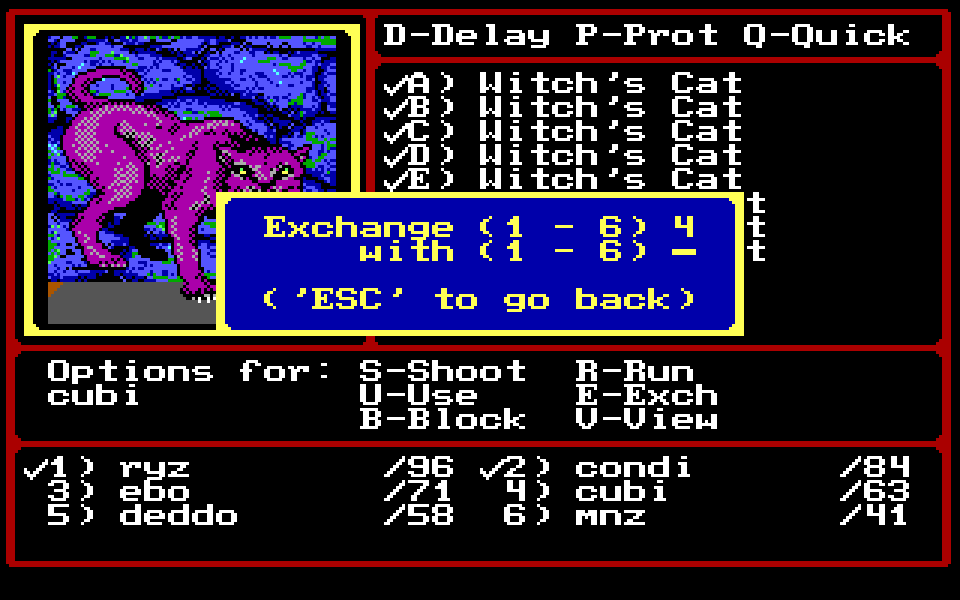 D-Delay P-Prot Q-Quick
✓A) Witch's Cat
✓B) Witch's Cat
✓C) Witch's Cat
✓D) Witch's Cat
✓E) Witch's Cat
t
t
t
Exchange (1 - 6) 4
with (1 - 6) _
('ESC' to go back)
Options for: S-Shoot R-Run
cubi U-Use E-Exch
B-Block V-View
✓1) ryz /96 ✓2) condi /84
3) ebo /71 4) cubi /63
5) deddo /58 6) mnz /41